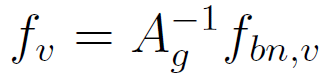 f_v = A_g^{-1} f_{bn,v}